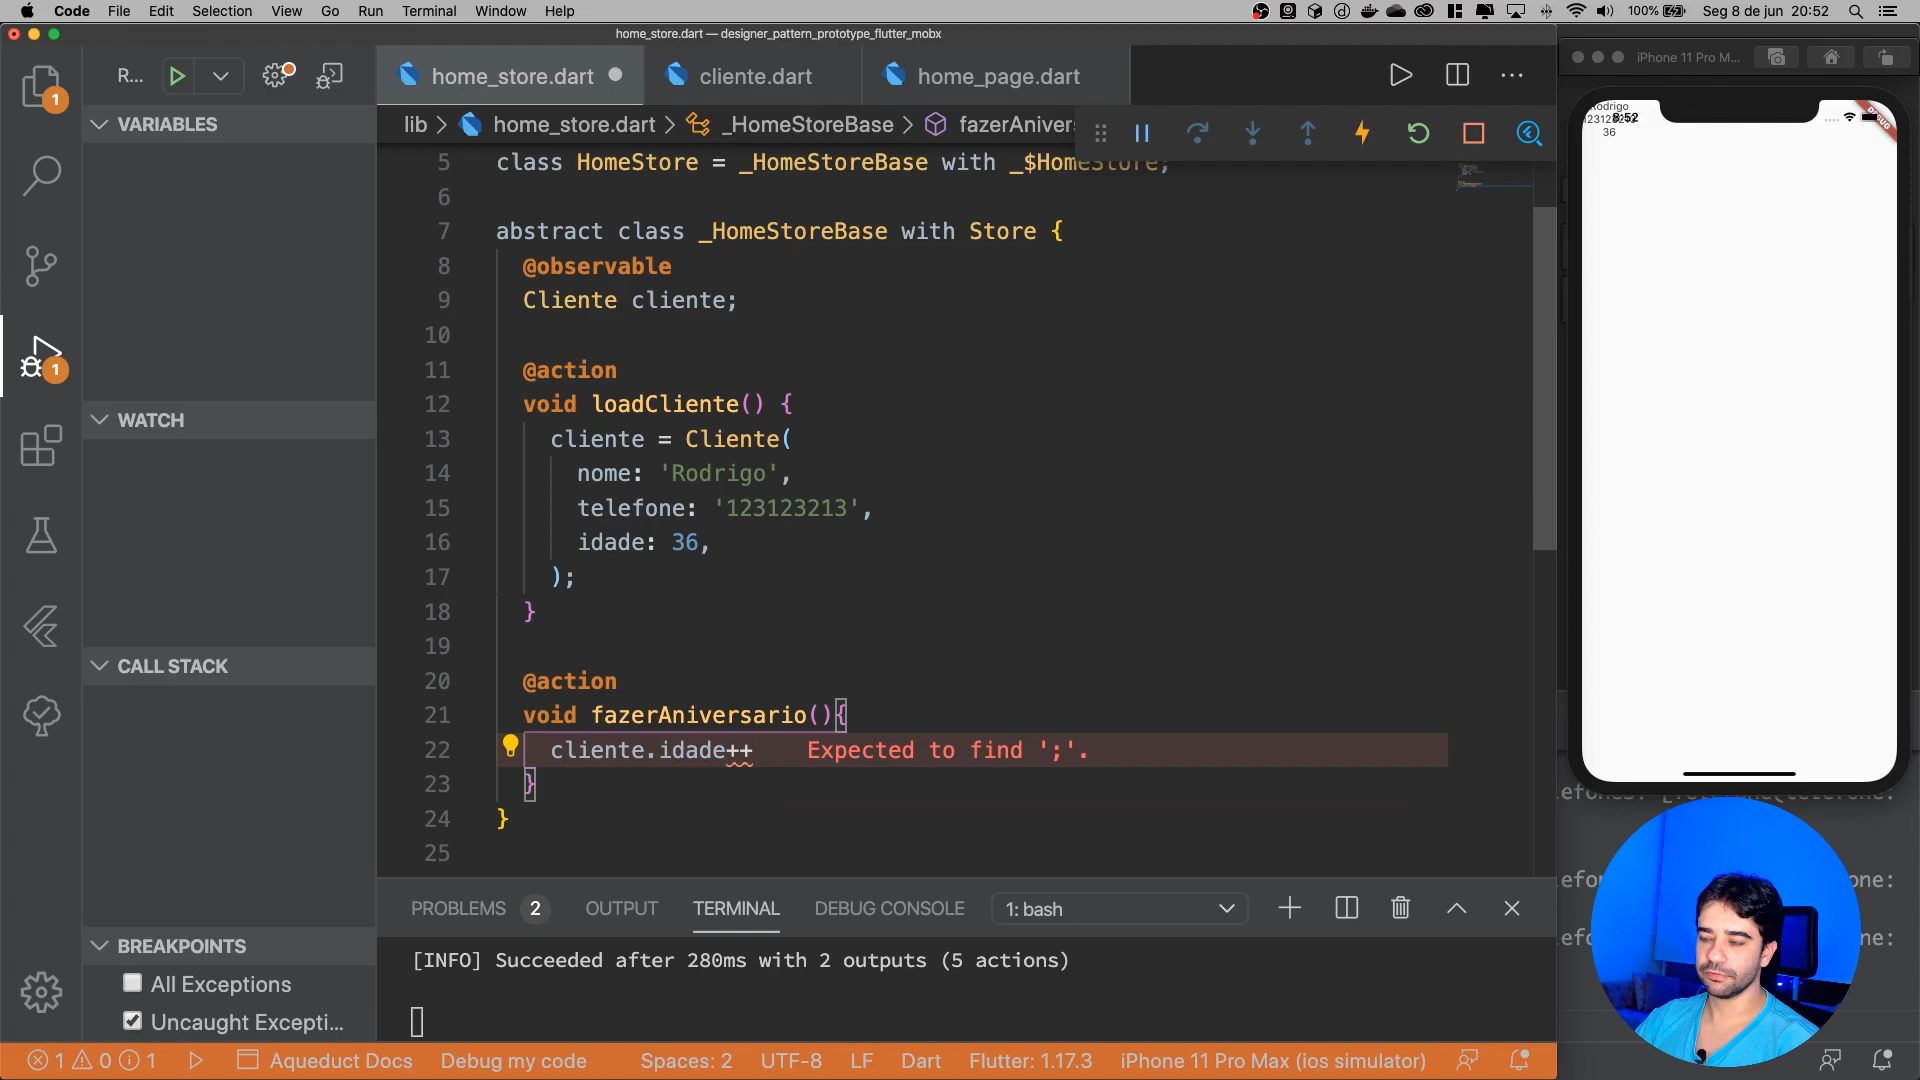 Code File Edit Selection View Go Run Terminal Window Help
100% Seg 8 de jun 20:52
home_store.dart — designer_pattern_prototype_flutter_mobx
R...
home_store.dart
cliente.dart
home_page.dart
iPhone 11 Pro M...
VARIABLES
lib > home_store.dart > _HomeStoreBase > fazerAniver
5 class HomeStore = _HomeStoreBase with _$HomeStore;
6
7 abstract class _HomeStoreBase with Store {
8 @observable
9 Cliente cliente;
10
11 @action
12 void loadCliente() {
13 cliente = Cliente(
14 nome: 'Rodrigo',
15 telefone: '123123213',
16 idade: 36,
17 );
18 }
19
20 @action
21 void fazerAniversario(){
22 cliente.idade++ Expected to find ';'.
23 }
24 }
25
1
1
WATCH
CALL STACK
BREAKPOINTS
All Exceptions
Uncaught Excepti...
8:52
36
PROBLEMS 2 OUTPUT TERMINAL DEBUG CONSOLE 1: bash
[INFO] Succeeded after 280ms with 2 outputs (5 actions)
1 0 1 Aqueduct Docs Debug my code Spaces: 2 UTF-8 LF Dart Flutter: 1.17.3 iPhone 11 Pro Max (ios simulator)